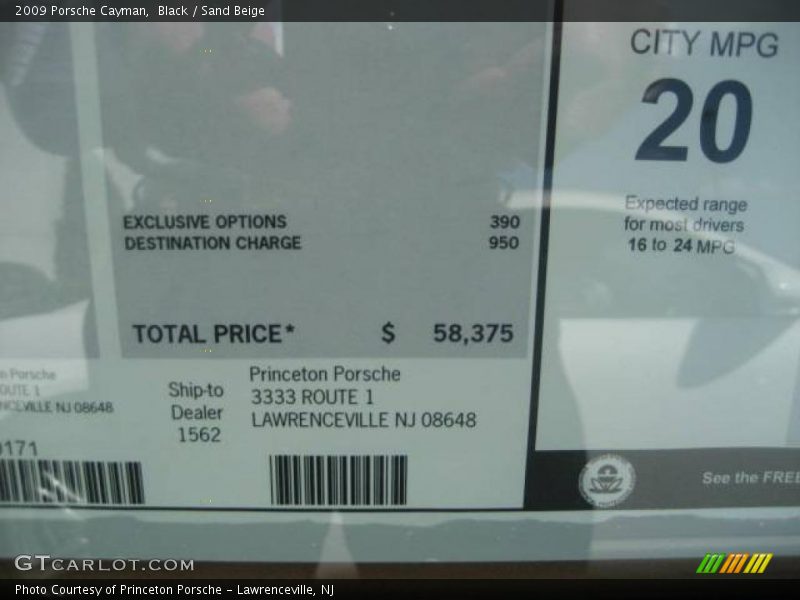 2009 Porsche Cayman, Black / Sand Beige
EXCLUSIVE OPTIONS 390
DESTINATION CHARGE 950
TOTAL PRICE* $ 58,375
Porsche
ROUTE 1
NJ 08648
0171
Ship-to
Dealer
1562
Princeton Porsche
3333 ROUTE 1
LAWRENCEVILLE NJ 08648
CITY MPG
20
Expected range
for most drivers
16 to 24 MPG
See the FREE
GTCARLOT.COM
Photo Courtesy of Princeton Porsche - Lawrenceville, NJ